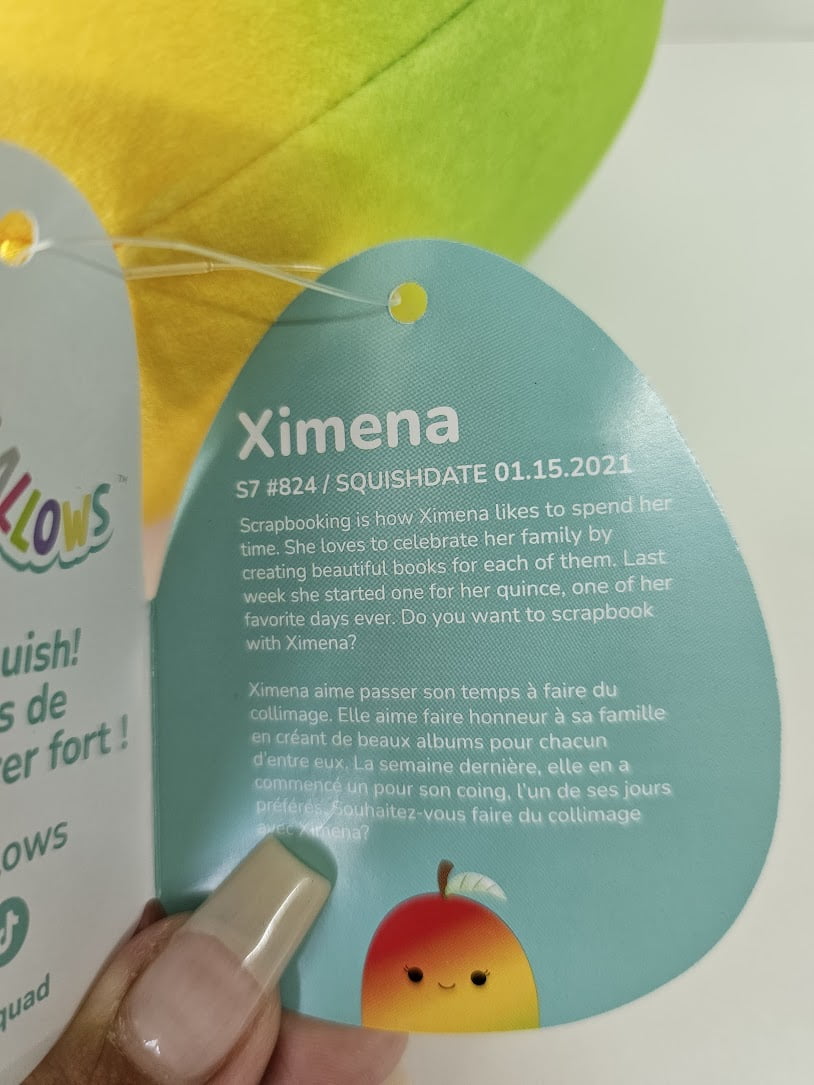 LLOWS™
uish!
s de
er fort !
LOWS
quad
Ximena
S7 #824 / SQUISHDATE 01.15.2021
Scrapbooking is how Ximena likes to spend her
time. She loves to celebrate her family by
creating beautiful books for each of them. Last
week she started one for her quince, one of her
favorite days ever. Do you want to scrapbook
with Ximena?
Ximena aime passer son temps à faire du
collimage. Elle aime faire honneur à sa famille
en créant de beaux albums pour chacun
d'entre eux. La semaine dernière, elle en a
commencé un pour son coing, l'un de ses jours
préférés. Souhaitez-vous faire du collimage
avec Ximena?